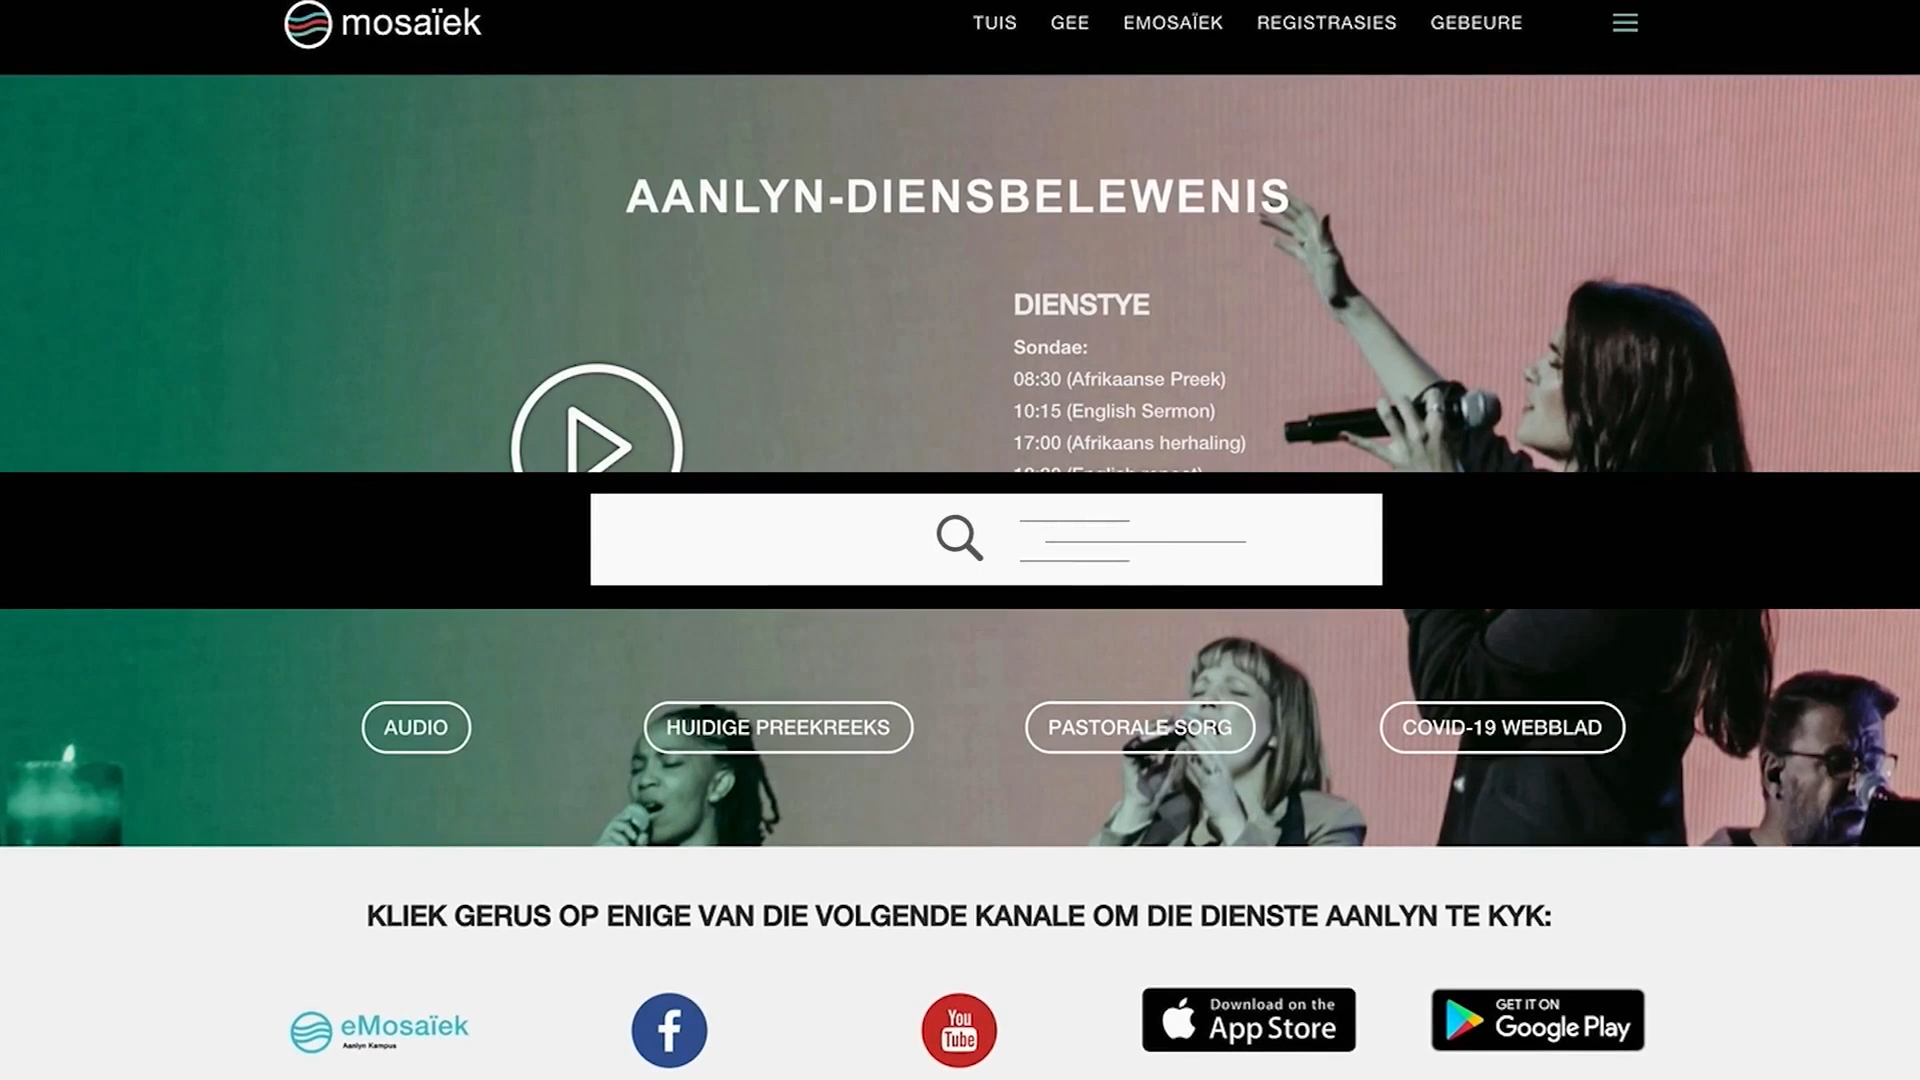 mosaïek
TUIS GEE EMOSAÏEK REGISTRASIES GEBEURE
AANLYN-DIENSBELEWENIS
DIENSTYE
Sondae:
08:30 (Afrikaanse Preek)
10:15 (English Sermon)
17:00 (Afrikaans herhaling)
AUDIO
HUIDIGE PREEKREEKS
PASTORALE SORG
COVID-19 WEBBLAD
KLIEK GERUS OP ENIGE VAN DIE VOLGENDE KANALE OM DIE DIENSTE AANLYN TE KYK:
eMosaïek
Aanlyn Kampus
You
Tube
Download on the
App Store
GET IT ON
Google Play